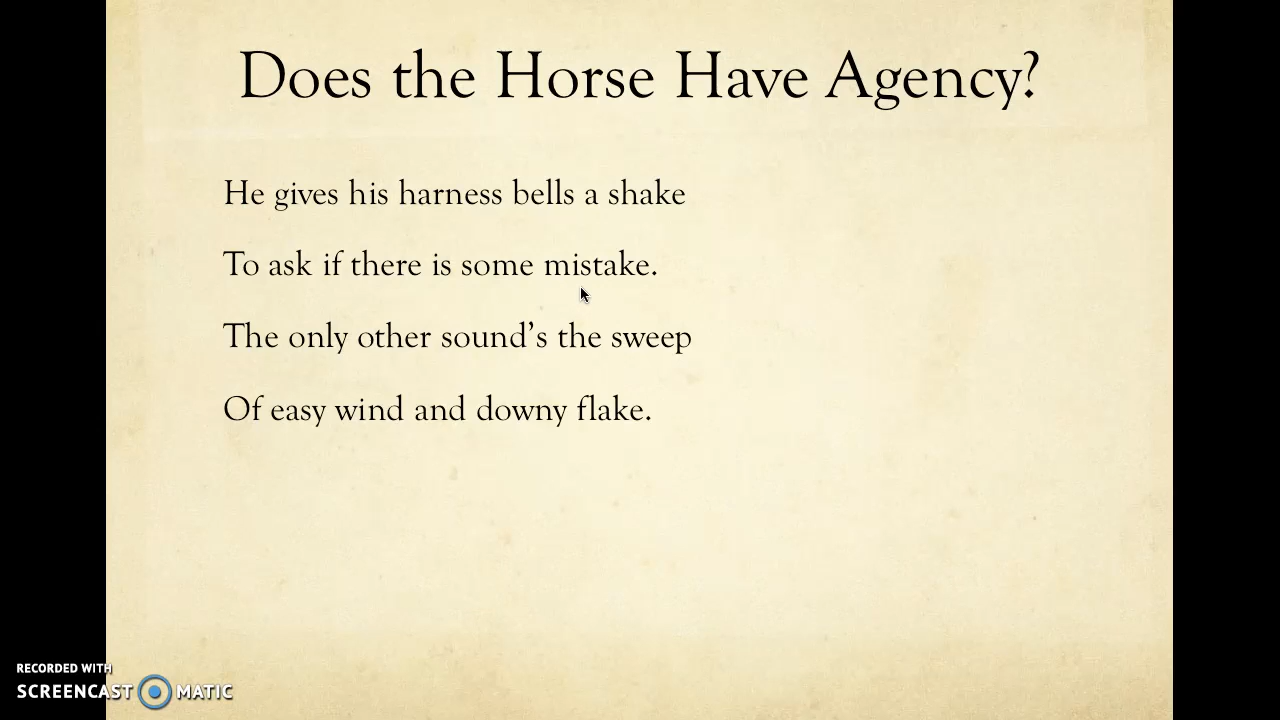 Does the Horse Have Agency?
He gives his harness bells a shake
To ask if there is some mistake.
The only other sound’s the sweep
Of easy wind and downy flake.
RECORDED WITH
SCREENCAST MATIC